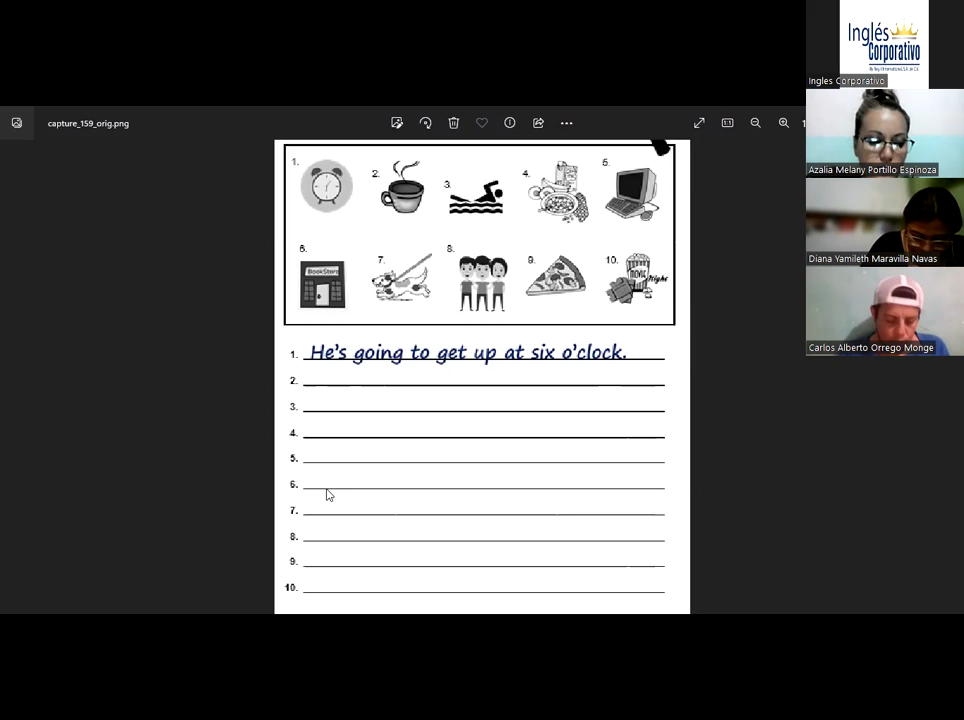 Inglés
Corporativo
Ingles Corporativo
capture_159_orig.png
Azalia Melany Portillo Espinoza
Diana Yamileth Maravilla Navas
Carlos Alberto Orrego Monge
1.
2.
3.
4.
5.
6.
BookStore
7.
8.
9.
10.
MOVIE
Night
1. He's going to get up at six o'clock.
2.
3.
4.
5.
6.
7.
8.
9.
10.